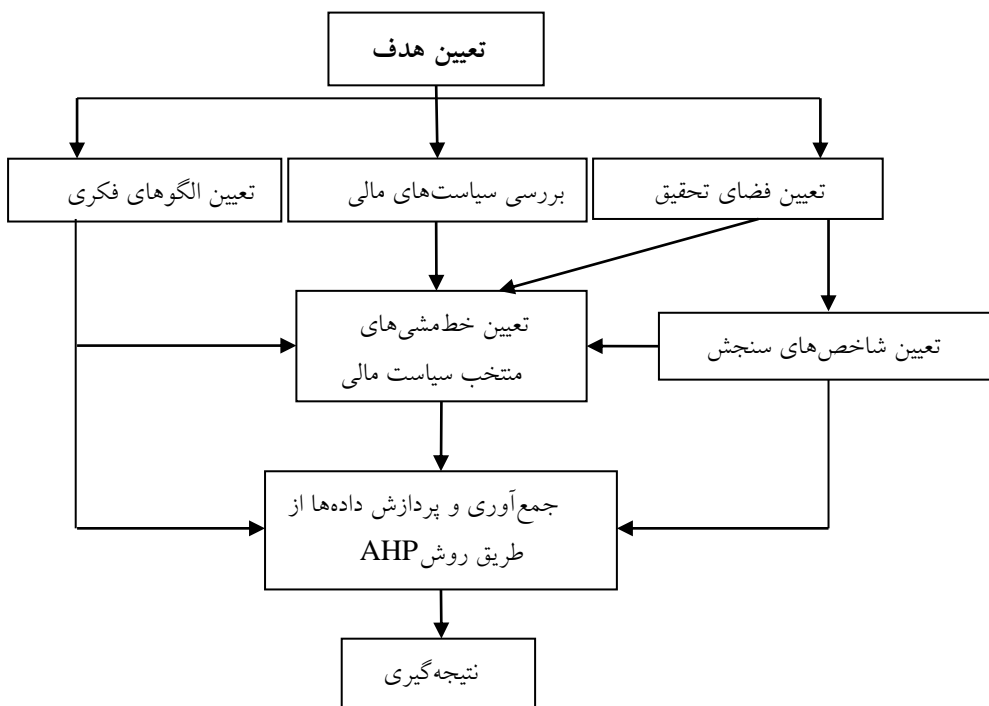 تعیین هدف
تعیین فضای تحقیق
بررسی سیاست‌های مالی
تعیین الگوهای فکری
تعیین خط‌مشی‌های
منتخب سیاست مالی
تعیین شاخص‌های سنجش
جمع‌آوری و پردازش داده‌ها از
طریق روش AHP
نتیجه‌گیری